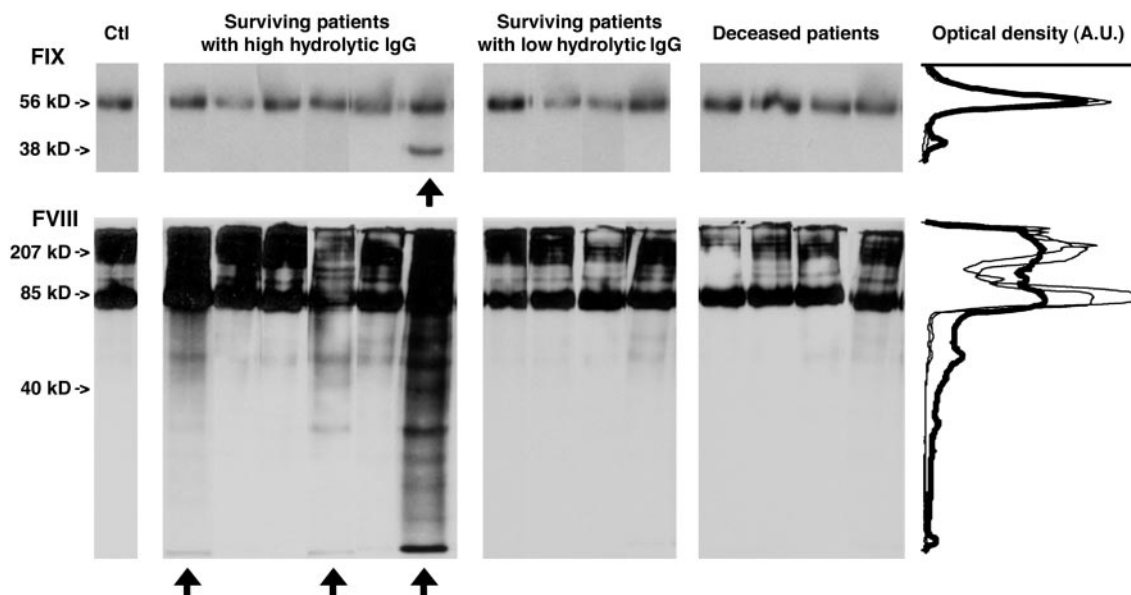 Ctl
Surviving patients
with high hydrolytic IgG
Surviving patients
with low hydrolytic IgG
Deceased patients
Optical density (A.U.)
FIX
56 kD ->
38 kD ->
FVIII
207 kD ->
85 kD ->
40 kD ->